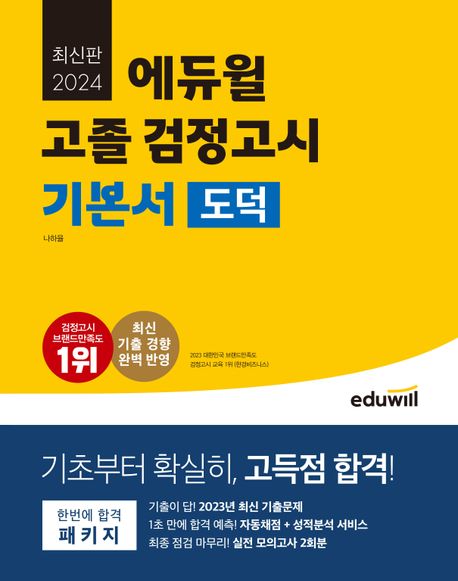 최신판
2024
에듀윌
고졸 검정고시
기본서 도덕
나하율
검정고시
브랜드만족도
1위
최신
기출 경향
완벽 반영
2023 대한민국 브랜드만족도
검정고시 교육 1위 (한경비즈니스)
eduwill
기초부터 확실히, 고득점 합격!
한번에 합격
패키지
기출이 답! 2023년 최신 기출문제
1초 만에 합격 예측! 자동채점 + 성적분석 서비스
최종 점검 마무리! 실전 모의고사 2회분